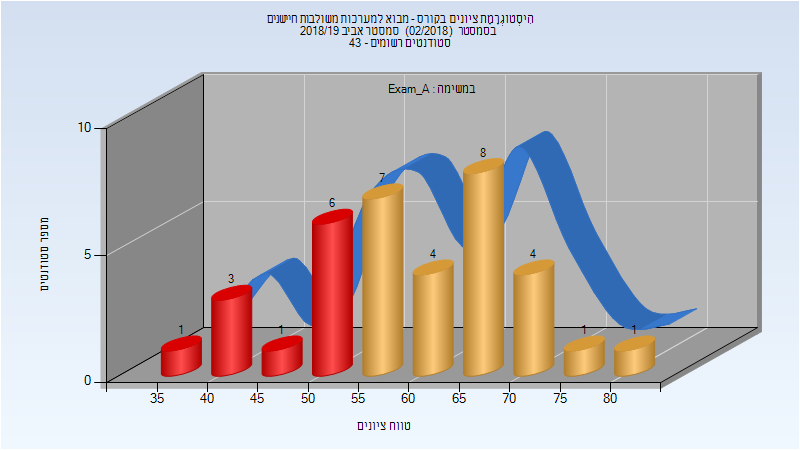 היסטוגרמת ציונים בקורס - מבוא למערכות משולבות חיישנים
בסמסטר (02/2018) סמסטר אביב 2018/19
סטודנטים רשומים - 43
במשימה : Exam_A
10
5
0
מספר סטודנטים
1
3
1
6
7
4
8
4
1
1
35 40 45 50 55 60 65 70 75 80
טווח ציונים